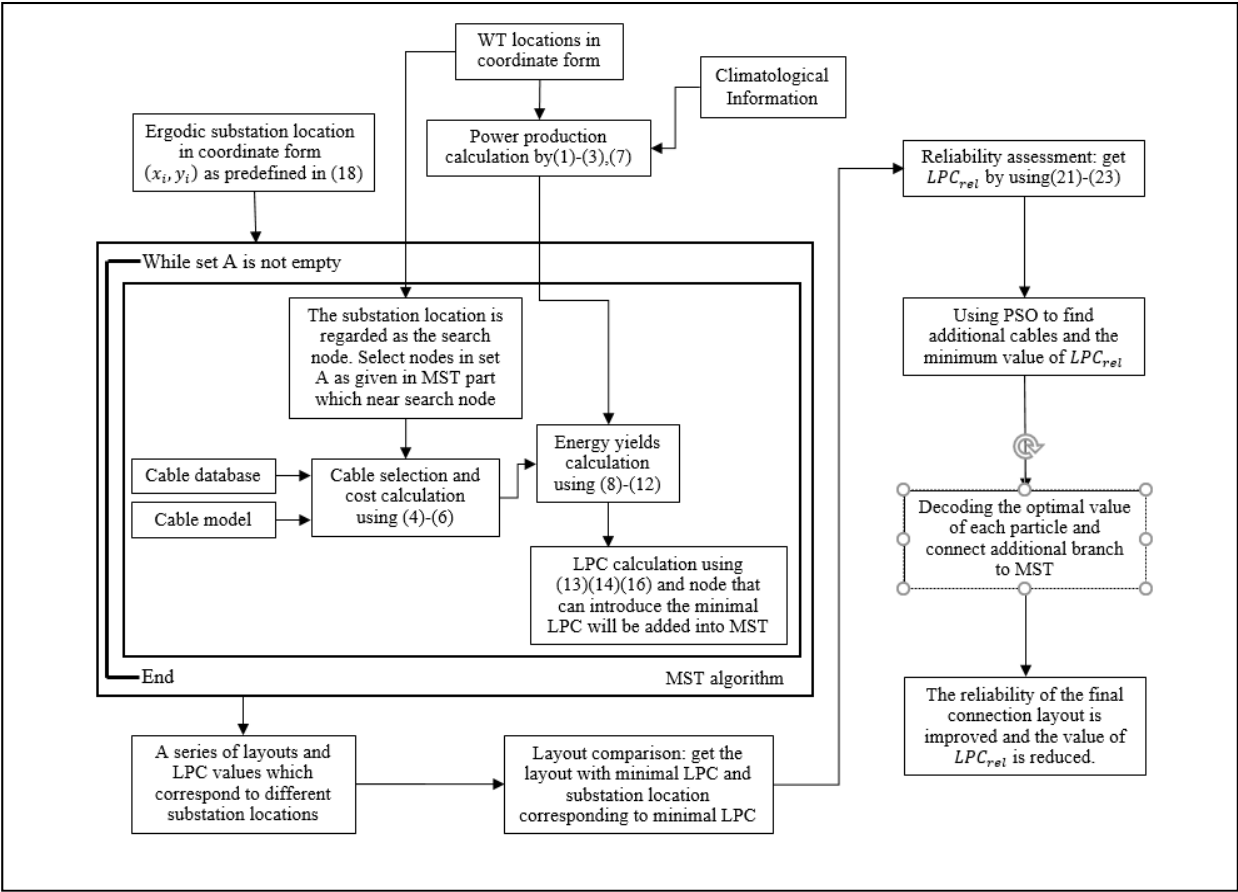 WT locations in
coordinate form
Climatological
Information
Ergodic substation location
in coordinate form
(xᵢ, yᵢ) as predefined in (18)
Power production
calculation by(1)-(3),(7)
While set A is not empty
The substation location is
regarded as the search
node. Select nodes in set
A as given in MST part
which near search node
Cable database
Cable model
Cable selection and
cost calculation
using (4)-(6)
Energy yields
calculation
using (8)-(12)
LPC calculation using
(13)(14)(16) and node that
can introduce the minimal
LPC will be added into MST
End
MST algorithm
A series of layouts and
LPC values which
correspond to different
substation locations
Layout comparison: get the
layout with minimal LPC and
substation location
corresponding to minimal LPC
Reliability assessment: get
LPC_rel by using(21)-(23)
Using PSO to find
additional cables and the
minimum value of LPC_rel
Decoding the optimal value
of each particle and
connect additional branch
to MST
The reliability of the final
connection layout is
improved and the value of
LPC_rel is reduced.